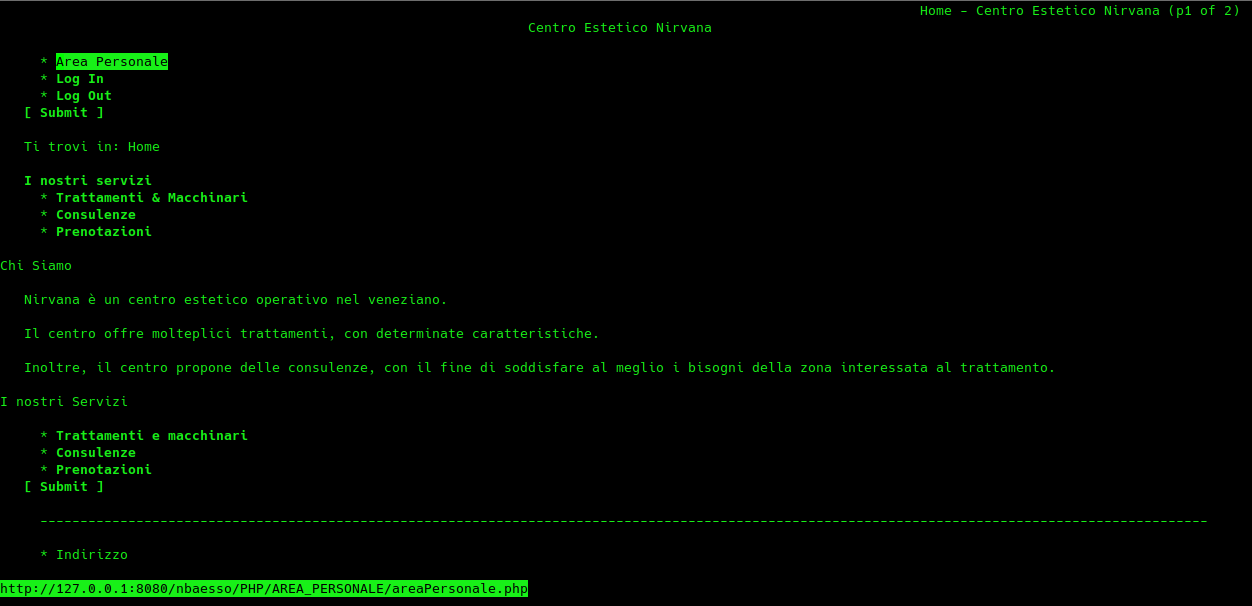 Home - Centro Estetico Nirvana (p1 of 2)
Centro Estetico Nirvana
* Area Personale
* Log In
* Log Out
[ Submit ]
Ti trovi in: Home
I nostri servizi
* Trattamenti & Macchinari
* Consulenze
* Prenotazioni
Chi Siamo
Nirvana è un centro estetico operativo nel veneziano.
Il centro offre molteplici trattamenti, con determinate caratteristiche.
Inoltre, il centro propone delle consulenze, con il fine di soddisfare al meglio i bisogni della zona interessata al trattamento.
I nostri Servizi
* Trattamenti e macchinari
* Consulenze
* Prenotazioni
[ Submit ]
--------------------------------------------------------------------------------------------------------------------------------------------------
* Indirizzo
http://127.0.0.1:8080/nbaesso/PHP/AREA_PERSONALE/areaPersonale.php